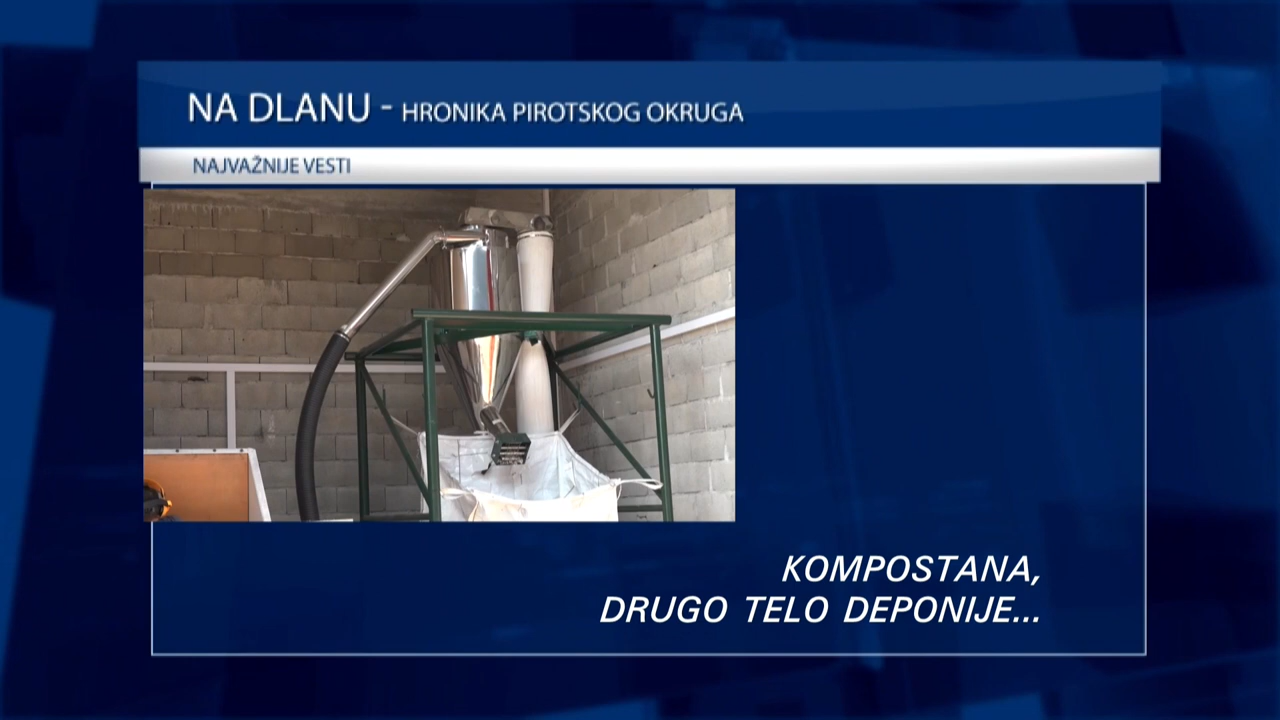 NA DLANU - HRONIKA PIROTSKOG OKRUGA
NAJVAŽNIJE VESTI
KOMPOSTANA,
DRUGO TELO DEPONIJE...